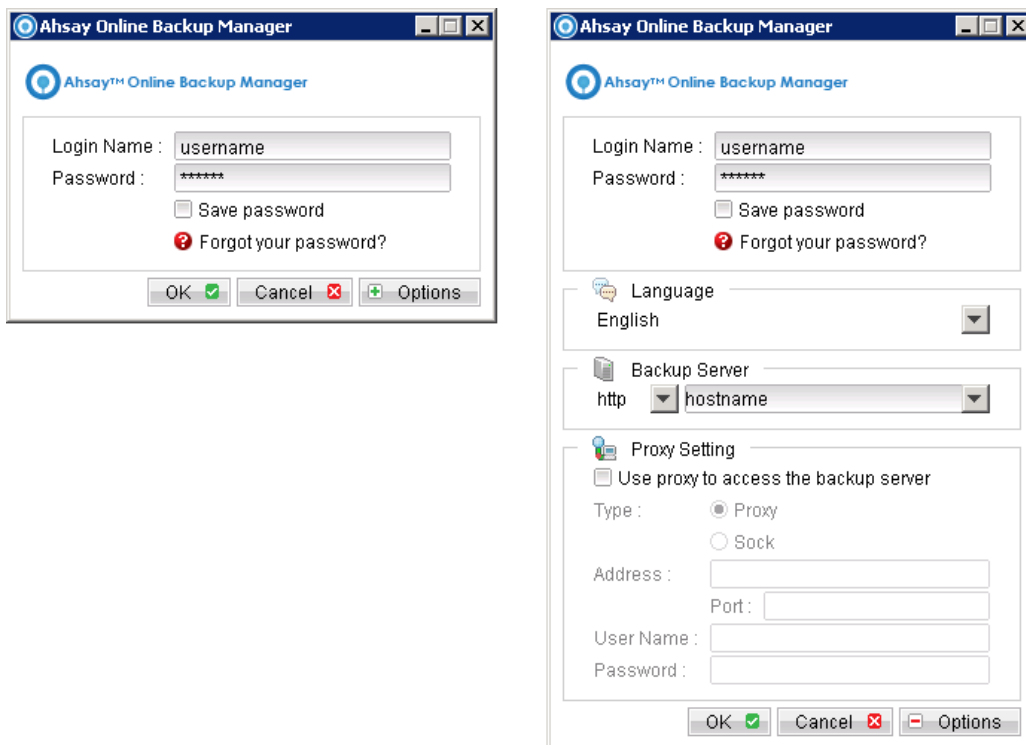 Ahsay Online Backup Manager
Ahsay™ Online Backup Manager
Login Name : username
Password : ******
Save password
Forgot your password?
OK Cancel Options
Ahsay Online Backup Manager
Ahsay™ Online Backup Manager
Login Name : username
Password : ******
Save password
Forgot your password?
Language
English
Backup Server
http hostname
Proxy Setting
Use proxy to access the backup server
Type : Proxy
Sock
Address :
Port :
User Name :
Password :
OK Cancel Options